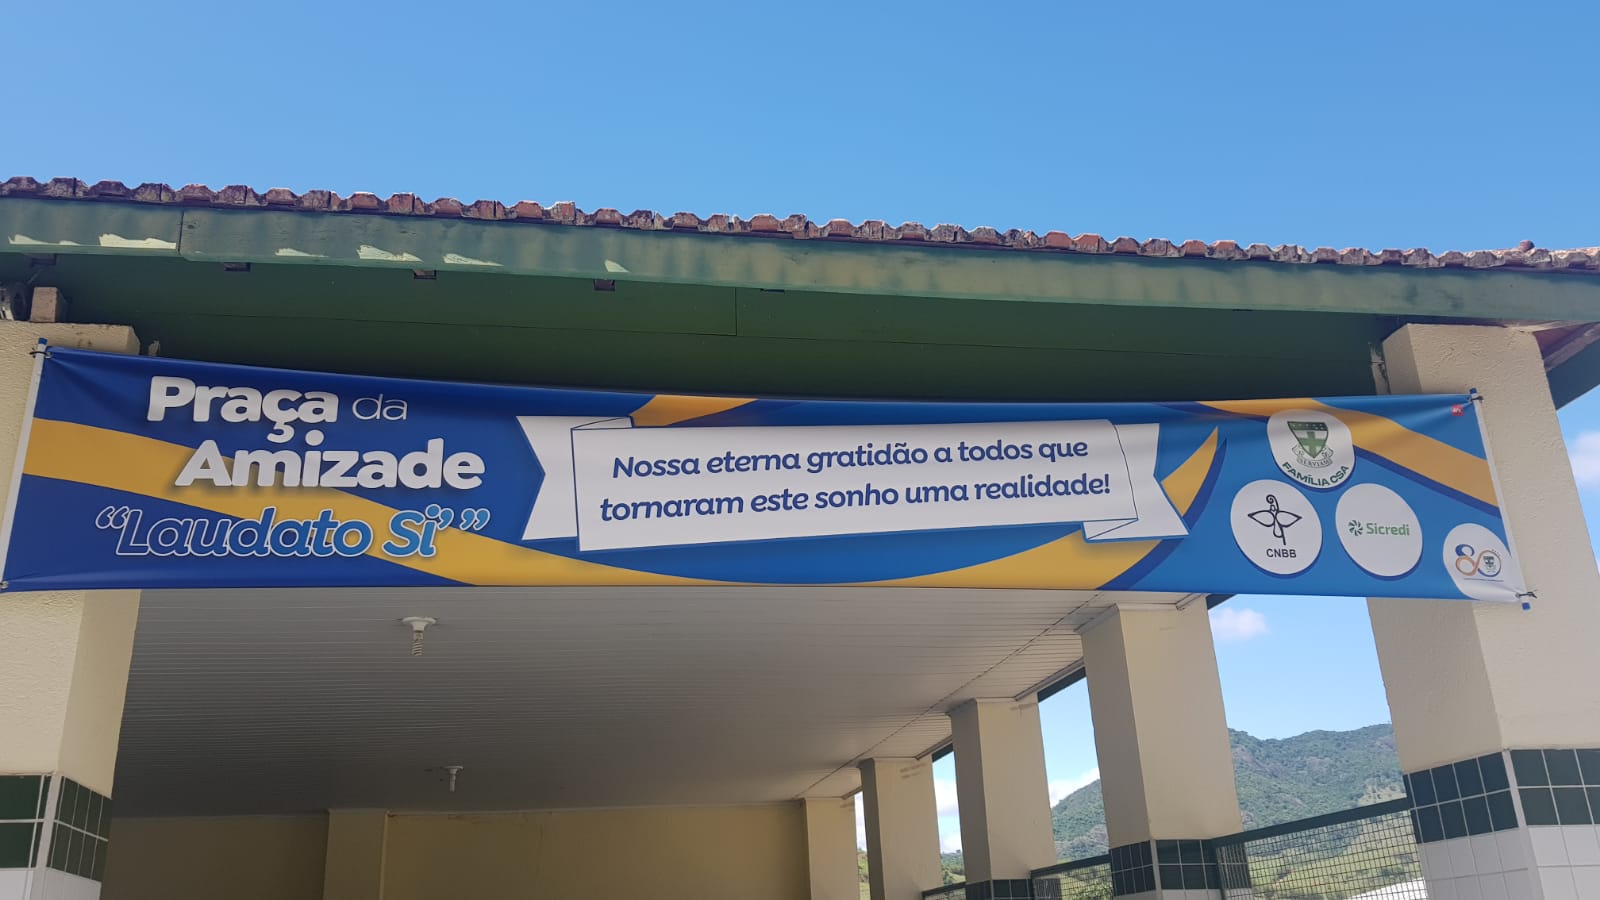 Praça da
Amizade
“Laudato Si’”
Nossa eterna gratidão a todos que
tornaram este sonho uma realidade!
SERVIAM
FAMÍLIA CSA
CNBB
Sicredi
80